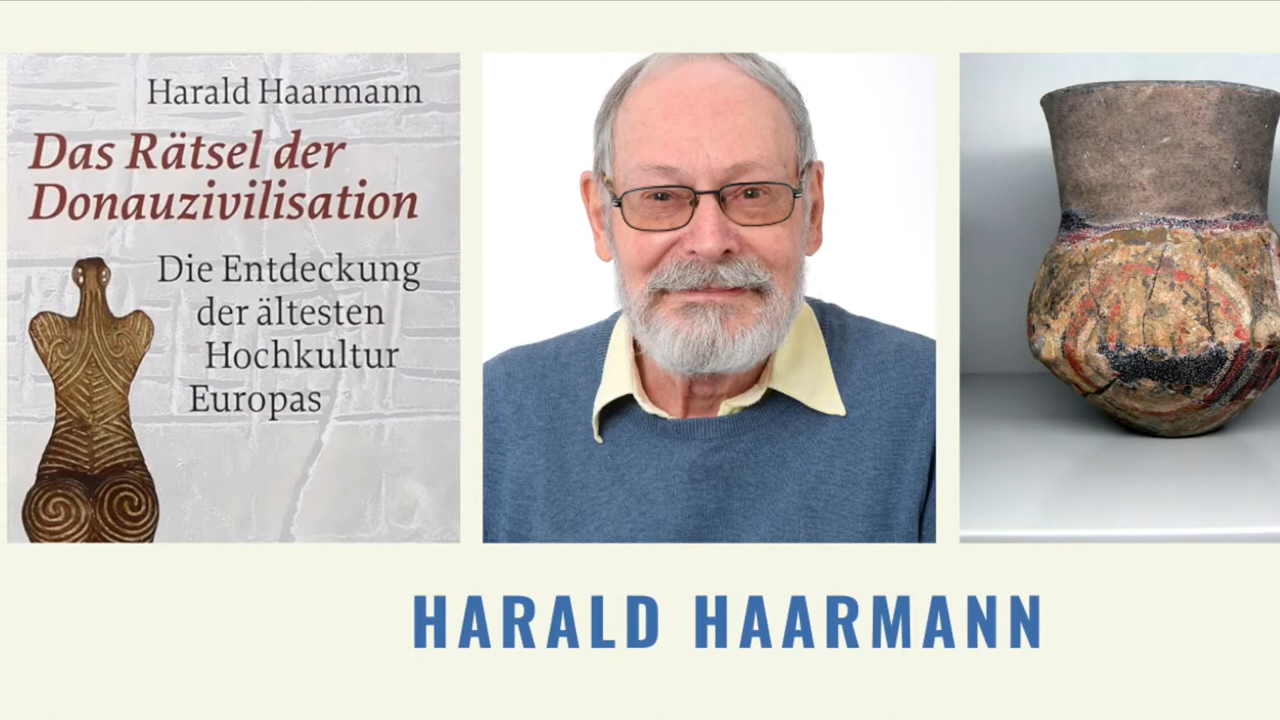 Harald Haarmann
Das Rätsel der
Donauzivilisation
Die Entdeckung
der ältesten
Hochkultur
Europas
HARALD HAARMANN